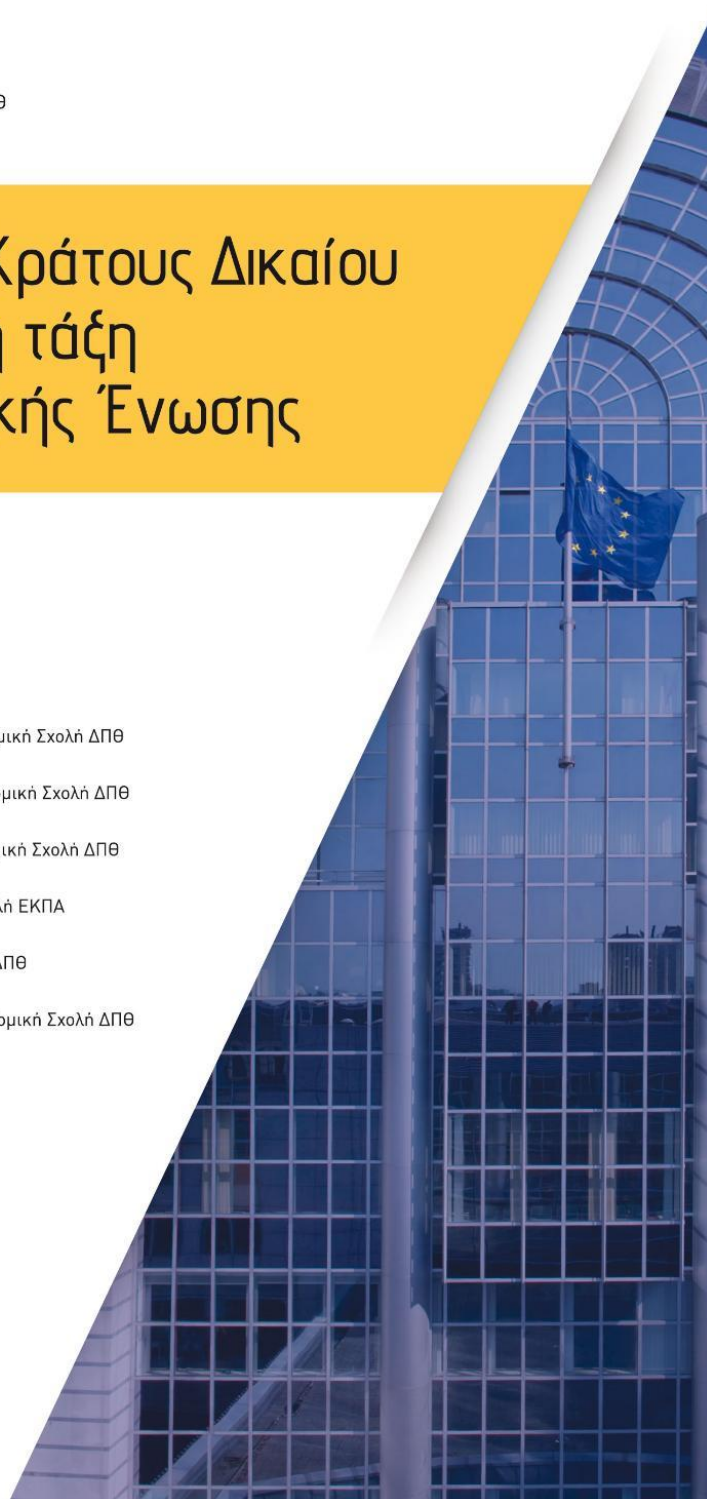 Θ
Κράτους Δικαίου
ή τάξη
κής Ένωσης
μική Σχολή ΔΠΘ
ομική Σχολή ΔΠΘ
ική Σχολή ΔΠΘ
λή ΕΚΠΑ
ΔΠΘ
ομική Σχολή ΔΠΘ